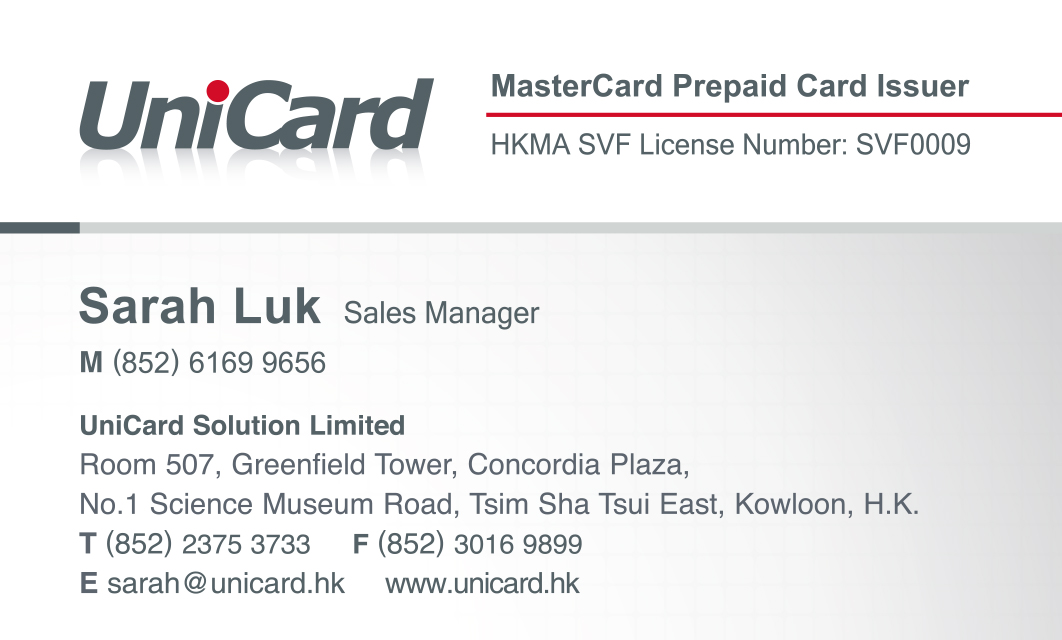 UniCard
MasterCard Prepaid Card Issuer
HKMA SVF License Number: SVF0009
Sarah Luk Sales Manager
M (852) 6169 9656
UniCard Solution Limited
Room 507, Greenfield Tower, Concordia Plaza,
No.1 Science Museum Road, Tsim Sha Tsui East, Kowloon, H.K.
T (852) 2375 3733 F (852) 3016 9899
E sarah@unicard.hk www.unicard.hk